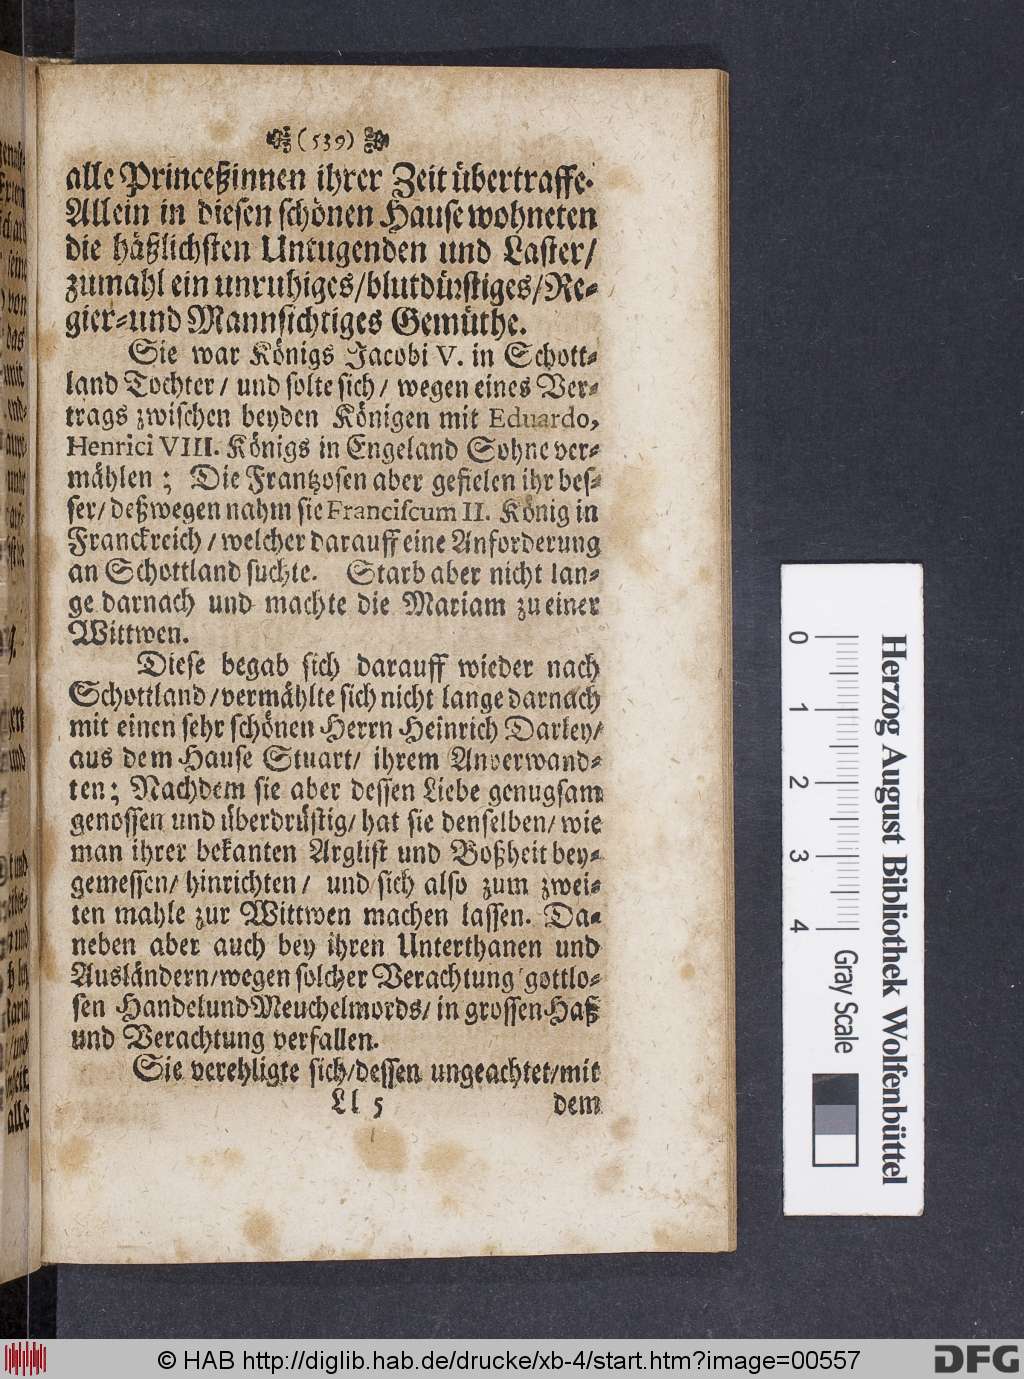 (539)
alle Princeßinnen ihrer Zeit übertraffe.
Allein in diesen schönen Hause wohneten
die häßlichsten Untugenden und Laster/
zumahl ein unruhiges/blutdürstiges/Re-
gier-und Mannsichtiges Gemüthe.
Sie war Königs Jacobi V. in Schott-
land Tochter/ und solte sich/ wegen eines Ver-
trags zwischen beyden Königen mit Eduardo,
Henrici VIII. Königs in Engeland Sohne ver-
mählen; Die Frantzosen aber gefielen ihr bes-
ser/ deßwegen nahm sie Franciscum II. König in
Franckreich/ welcher darauff eine Anforderung
an Schottland suchte. Starb aber nicht lan-
ge darnach und machte die Mariam zu einer
Wittwen.
Diese begab sich darauff wieder nach
Schottland/vermählte sich nicht lange darnach
mit einen sehr schönen Herrn Heinrich Darley/
aus dem Hause Stuart/ ihrem Anverwand-
ten; Nachdem sie aber dessen Liebe genugsam
genossen und überdrüstig/ hat sie denselben/ wie
man ihrer bekanten Arglist und Boßheit bey-
gemessen/ hinrichten/ und sich also zum zwei-
ten mahle zur Wittwen machen lassen. Da-
neben aber auch bey ihren Unterthanen und
Ausländern/wegen solcher Verachtung gottlo-
sen Handel und Meuchelmords/ in grossen Haß
und Verachtung verfallen.
Sie verehligte sich/dessen ungeachtet/mit
Ll 5 dem
alle
Herzog August Bibliothek Wolfenbüttel
0 1 2 3 4 Gray Scale
© HAB http://diglib.hab.de/drucke/xb-4/start.htm?image=00557
DFG